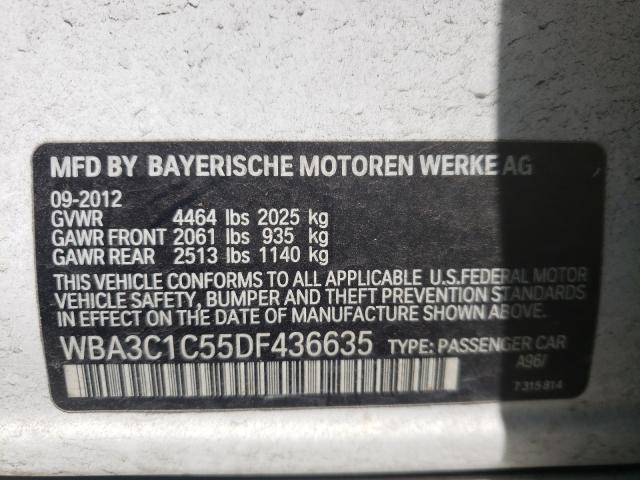 MFD BY BAYERISCHE MOTOREN WERKE AG
09-2012
GVWR 4464 lbs 2025 kg
GAWR FRONT 2061 lbs 935 kg
GAWR REAR 2513 lbs 1140 kg
THIS VEHICLE CONFORMS TO ALL APPLICABLE U.S.FEDERAL MOTOR
VEHICLE SAFETY, BUMPER AND THEFT PREVENTION STANDARDS
IN EFFECT ON THE DATE OF MANUFACTURE SHOWN ABOVE.
WBA3C1C55DF436635 TYPE: PASSENGER CAR
A96/
7 315 814